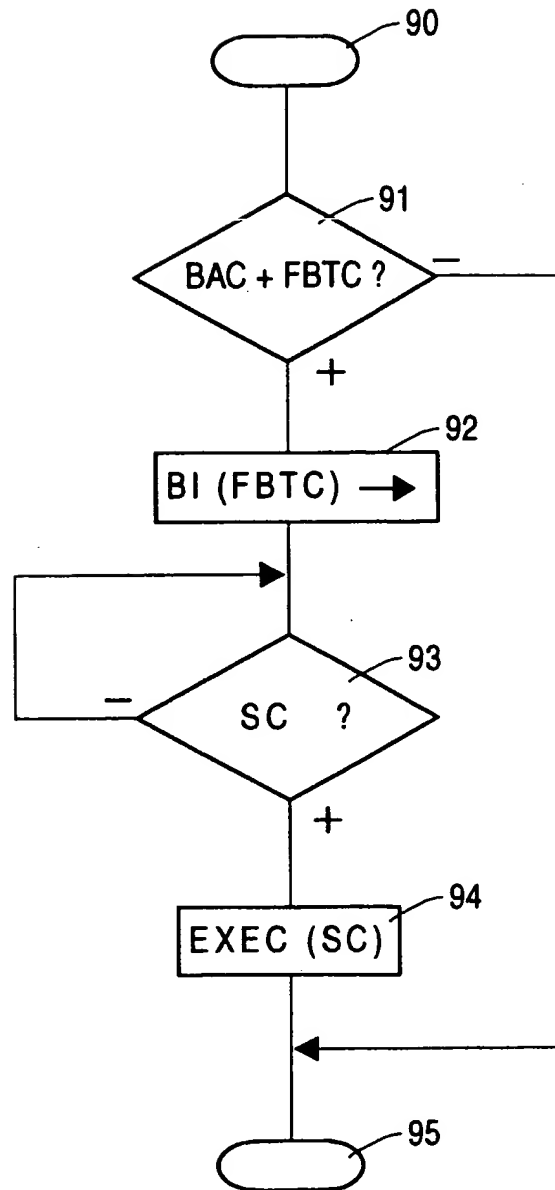 90
91
BAC + FBTC ?
−
+
92
BI (FBTC) →
93
−
SC ?
+
94
EXEC (SC)
95